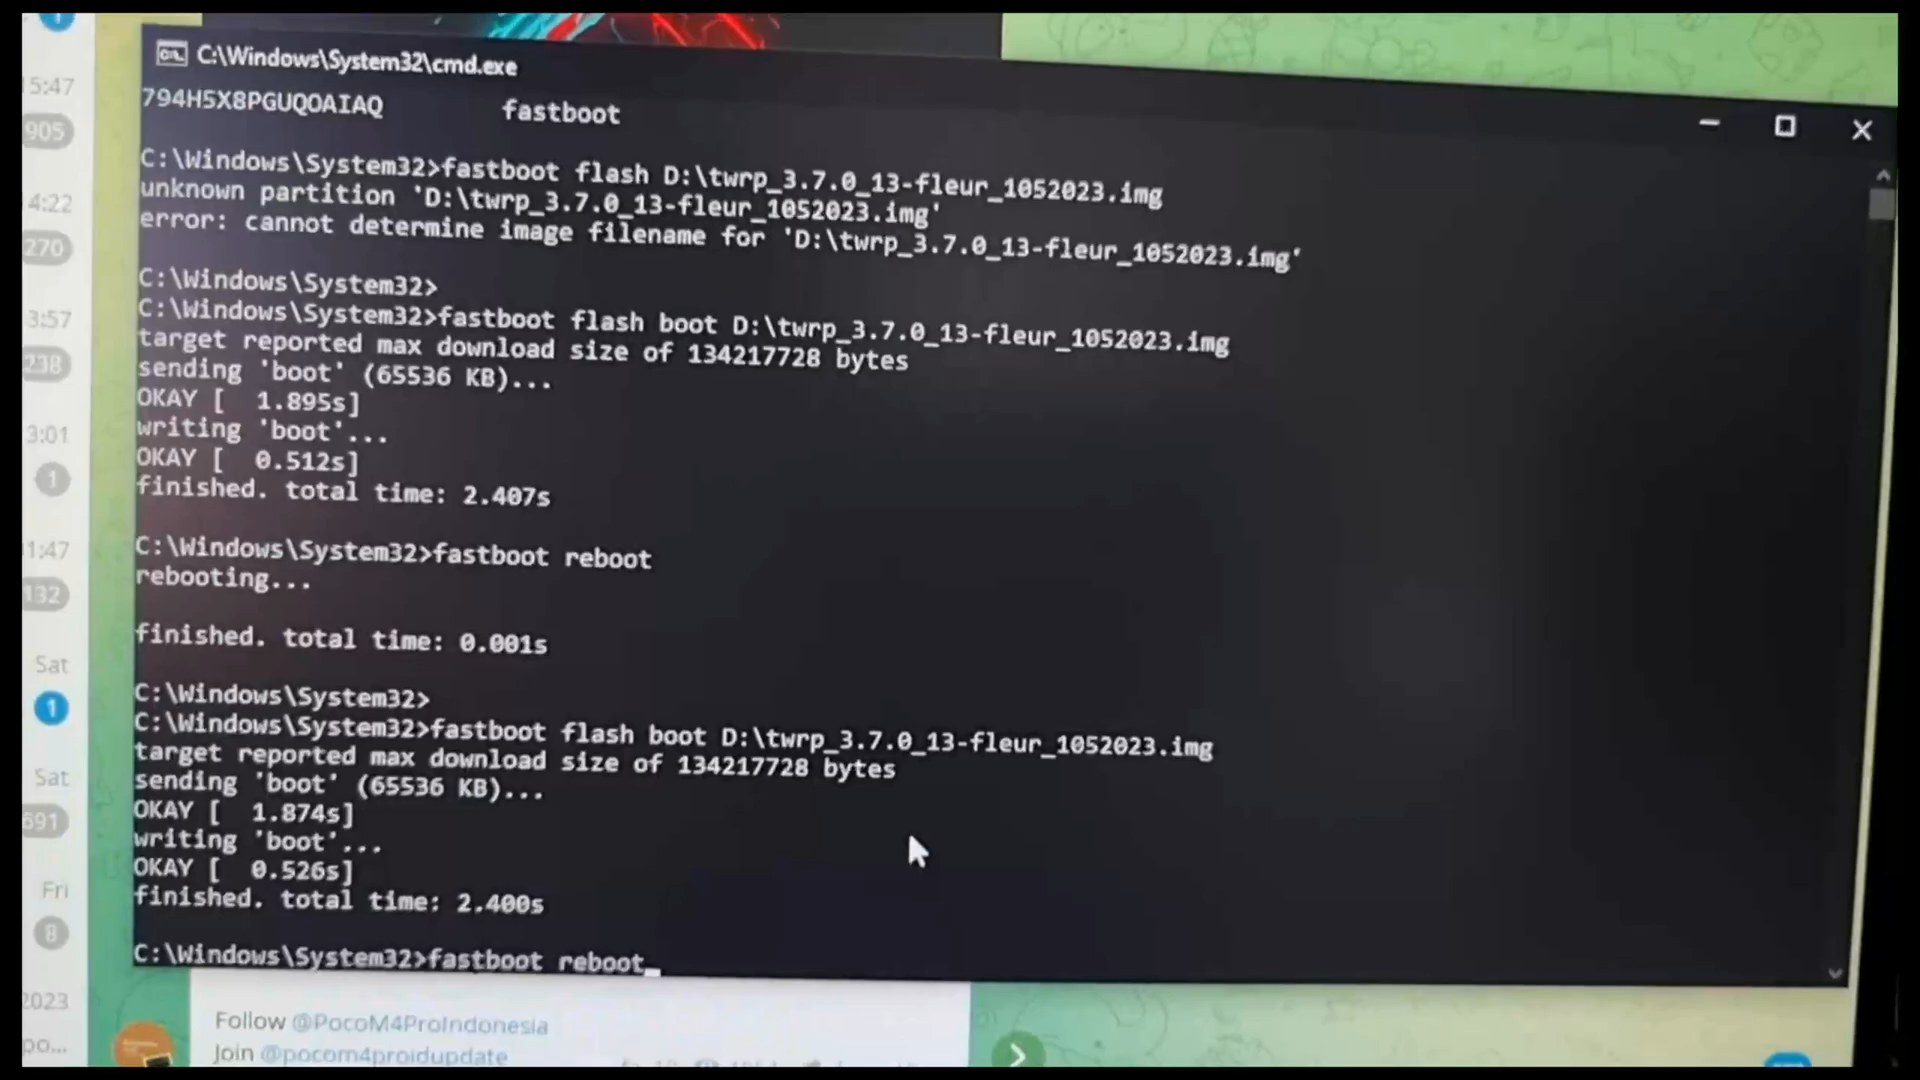 C:\Windows\System32\cmd.exe
794H5X8PGUQOAIAQ fastboot
C:\Windows\System32>fastboot flash D:\twrp_3.7.0_13-fleur_1052023.img
unknown partition 'D:\twrp_3.7.0_13-fleur_1052023.img'
error: cannot determine image filename for 'D:\twrp_3.7.0_13-fleur_1052023.img'
C:\Windows\System32>
C:\Windows\System32>fastboot flash boot D:\twrp_3.7.0_13-fleur_1052023.img
target reported max download size of 134217728 bytes
sending 'boot' (65536 KB)...
OKAY [ 1.895s]
writing 'boot'...
OKAY [ 0.512s]
finished. total time: 2.407s
C:\Windows\System32>fastboot reboot
rebooting...
finished. total time: 0.001s
C:\Windows\System32>
C:\Windows\System32>fastboot flash boot D:\twrp_3.7.0_13-fleur_1052023.img
target reported max download size of 134217728 bytes
sending 'boot' (65536 KB)...
OKAY [ 1.874s]
writing 'boot'...
OKAY [ 0.526s]
finished. total time: 2.400s
C:\Windows\System32>fastboot reboot_
5:47
905
4:22
270
3:57
238
3:01
1
1:47
132
Sat
1
Sat
691
Fri
8
2023
po...
Follow @PocoM4ProIndonesia
Join @pocom4proidupdate